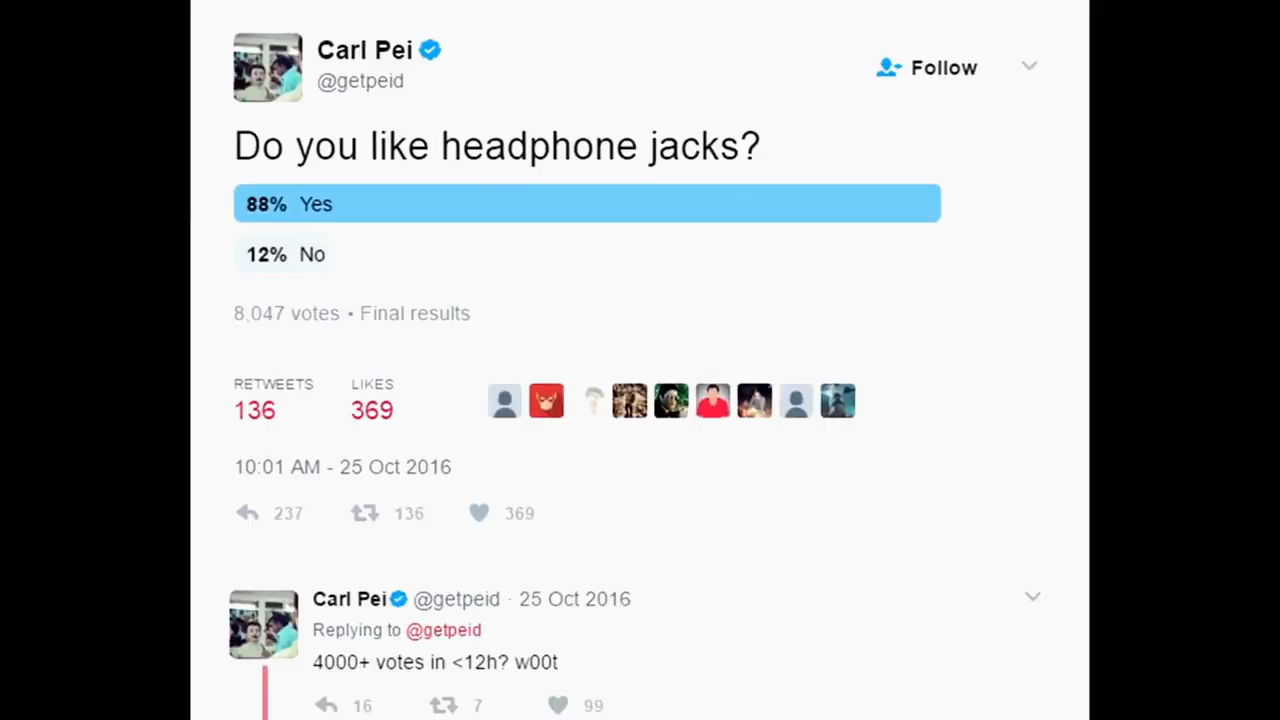 Carl Pei
@getpeid
Follow
Do you like headphone jacks?
88% Yes
12% No
8,047 votes • Final results
RETWEETS LIKES
136 369
10:01 AM - 25 Oct 2016
237 136 369
Carl Pei @getpeid · 25 Oct 2016
Replying to @getpeid
4000+ votes in <12h? w00t
16 7 99